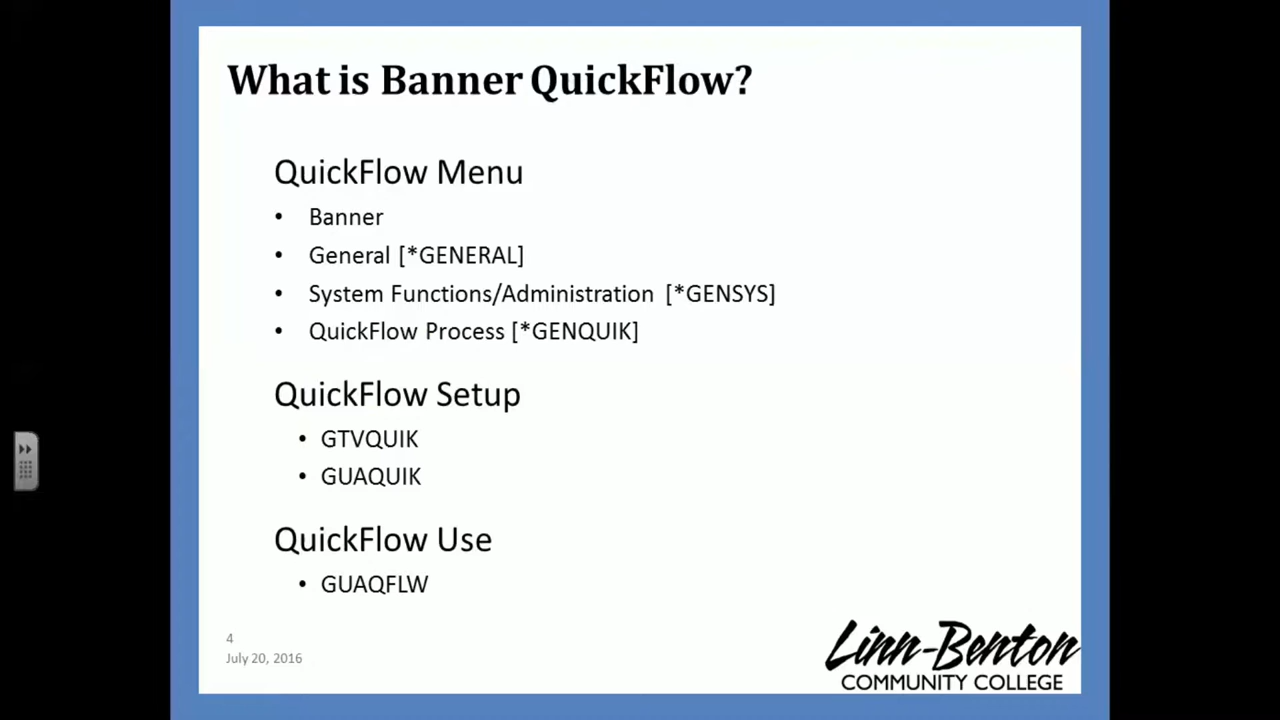 What is Banner QuickFlow?
QuickFlow Menu
• Banner
• General [*GENERAL]
• System Functions/Administration [*GENSYS]
• QuickFlow Process [*GENQUIK]
QuickFlow Setup
• GTVQUIK
• GUAQUIK
QuickFlow Use
• GUAQFLW
4
July 20, 2016
Linn-Benton
COMMUNITY COLLEGE